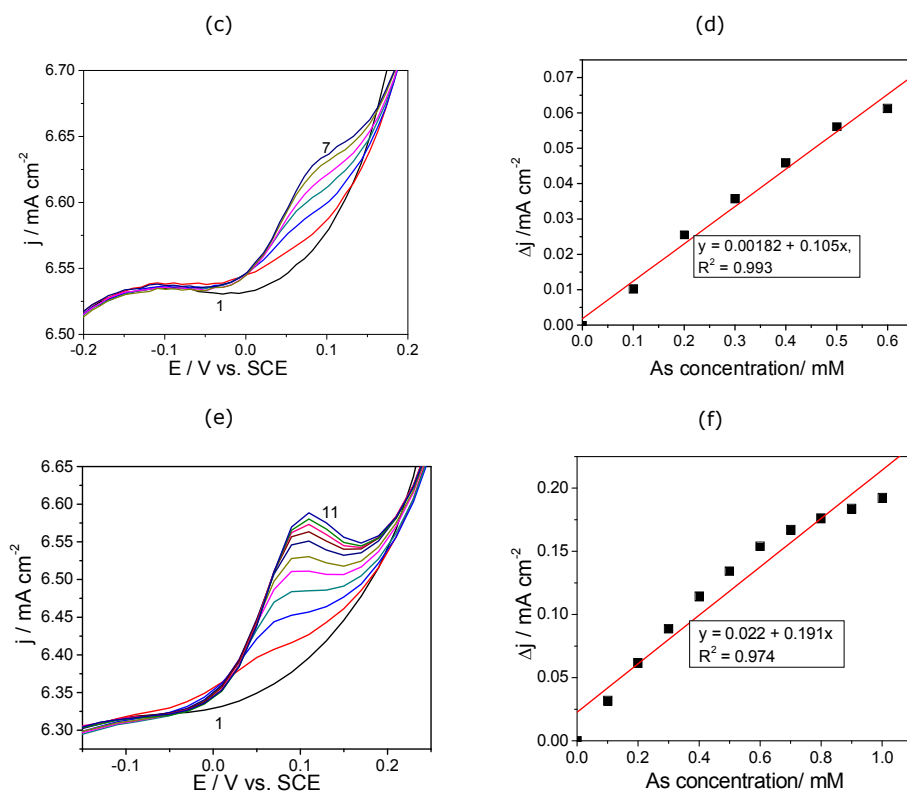 (c)
(d)
6.70
6.65
6.60
6.55
6.50
j / mA cm⁻²
7
1
-0.2
-0.1
0.0
0.1
0.2
E / V vs. SCE
0.07
0.06
0.05
0.04
0.03
0.02
0.01
0.00
Δj /mA cm⁻²
y = 0.00182 + 0.105x,
R² = 0.993
0.0 0.1 0.2 0.3 0.4 0.5 0.6
As concentration/ mM
(e)
(f)
6.65
6.60
6.55
6.50
6.45
6.40
6.35
6.30
j / mA cm⁻²
11
1
-0.1
0.0
0.1
0.2
E / V vs. SCE
0.20
0.15
0.10
0.05
0.00
Δj / mA cm⁻²
y = 0.022 + 0.191x
R² = 0.974
0.0 0.2 0.4 0.6 0.8 1.0
As concentration/ mM